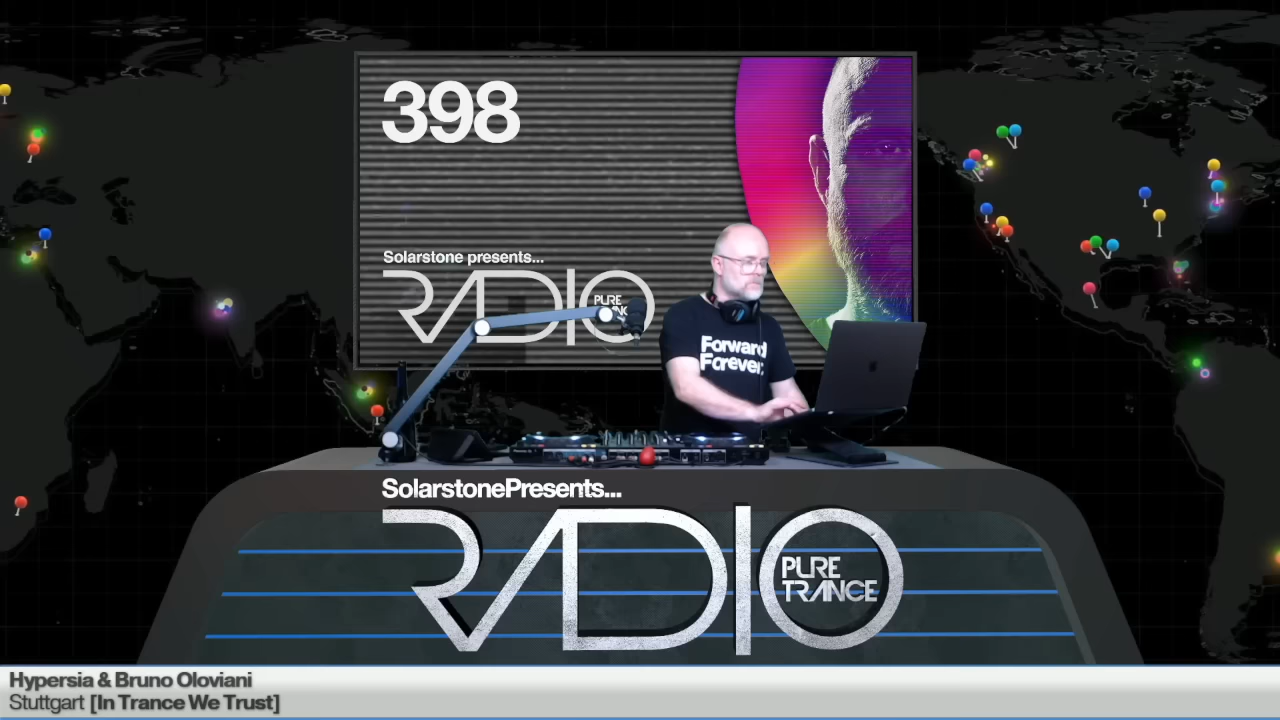 398
Solarstone presents...
RADIO
PURE
Forward
Forever.
SolarstonePresents...
RADIO
PURE
TRANCE
Hypersia & Bruno Oloviani
Stuttgart [In Trance We Trust]